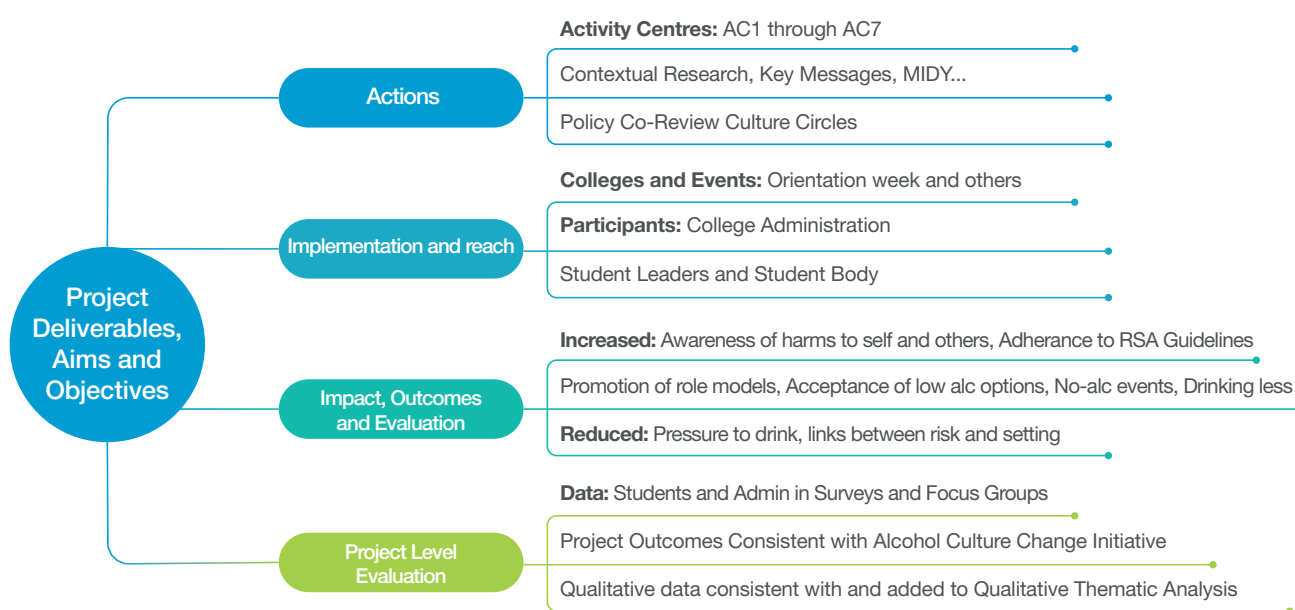 Project
Deliverables,
Aims and
Objectives
Actions
Activity Centres: AC1 through AC7
Contextual Research, Key Messages, MIDY...
Policy Co-Review Culture Circles
Implementation and reach
Colleges and Events: Orientation week and others
Participants: College Administration
Student Leaders and Student Body
Impact, Outcomes
and Evaluation
Increased: Awareness of harms to self and others, Adherance to RSA Guidelines
Promotion of role models, Acceptance of low alc options, No-alc events, Drinking less
Reduced: Pressure to drink, links between risk and setting
Project Level
Evaluation
Data: Students and Admin in Surveys and Focus Groups
Project Outcomes Consistent with Alcohol Culture Change Initiative
Qualitative data consistent with and added to Qualitative Thematic Analysis